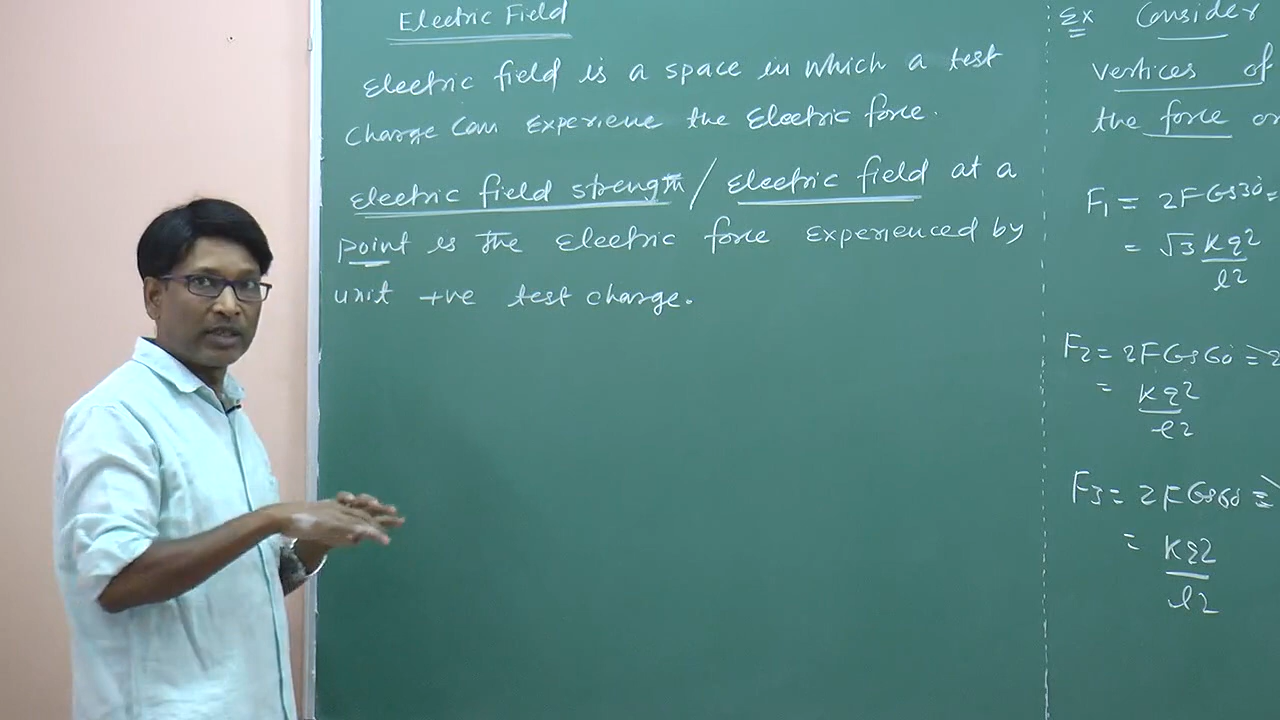 Electric Field
Electric field is a space in which a test
charge can experience the Electric force.
Electric field strength / Electric field at a
point is the Electric force experienced by
unit +ve test charge.
Ex Consider
vertices of
the force on
F₁ = 2F Cos30 =
= √3 kq²
l²
F₂ = 2F Cos60 = 2
= kq²
l²
F₃ = 2F Cos60 =
= kq²
l²